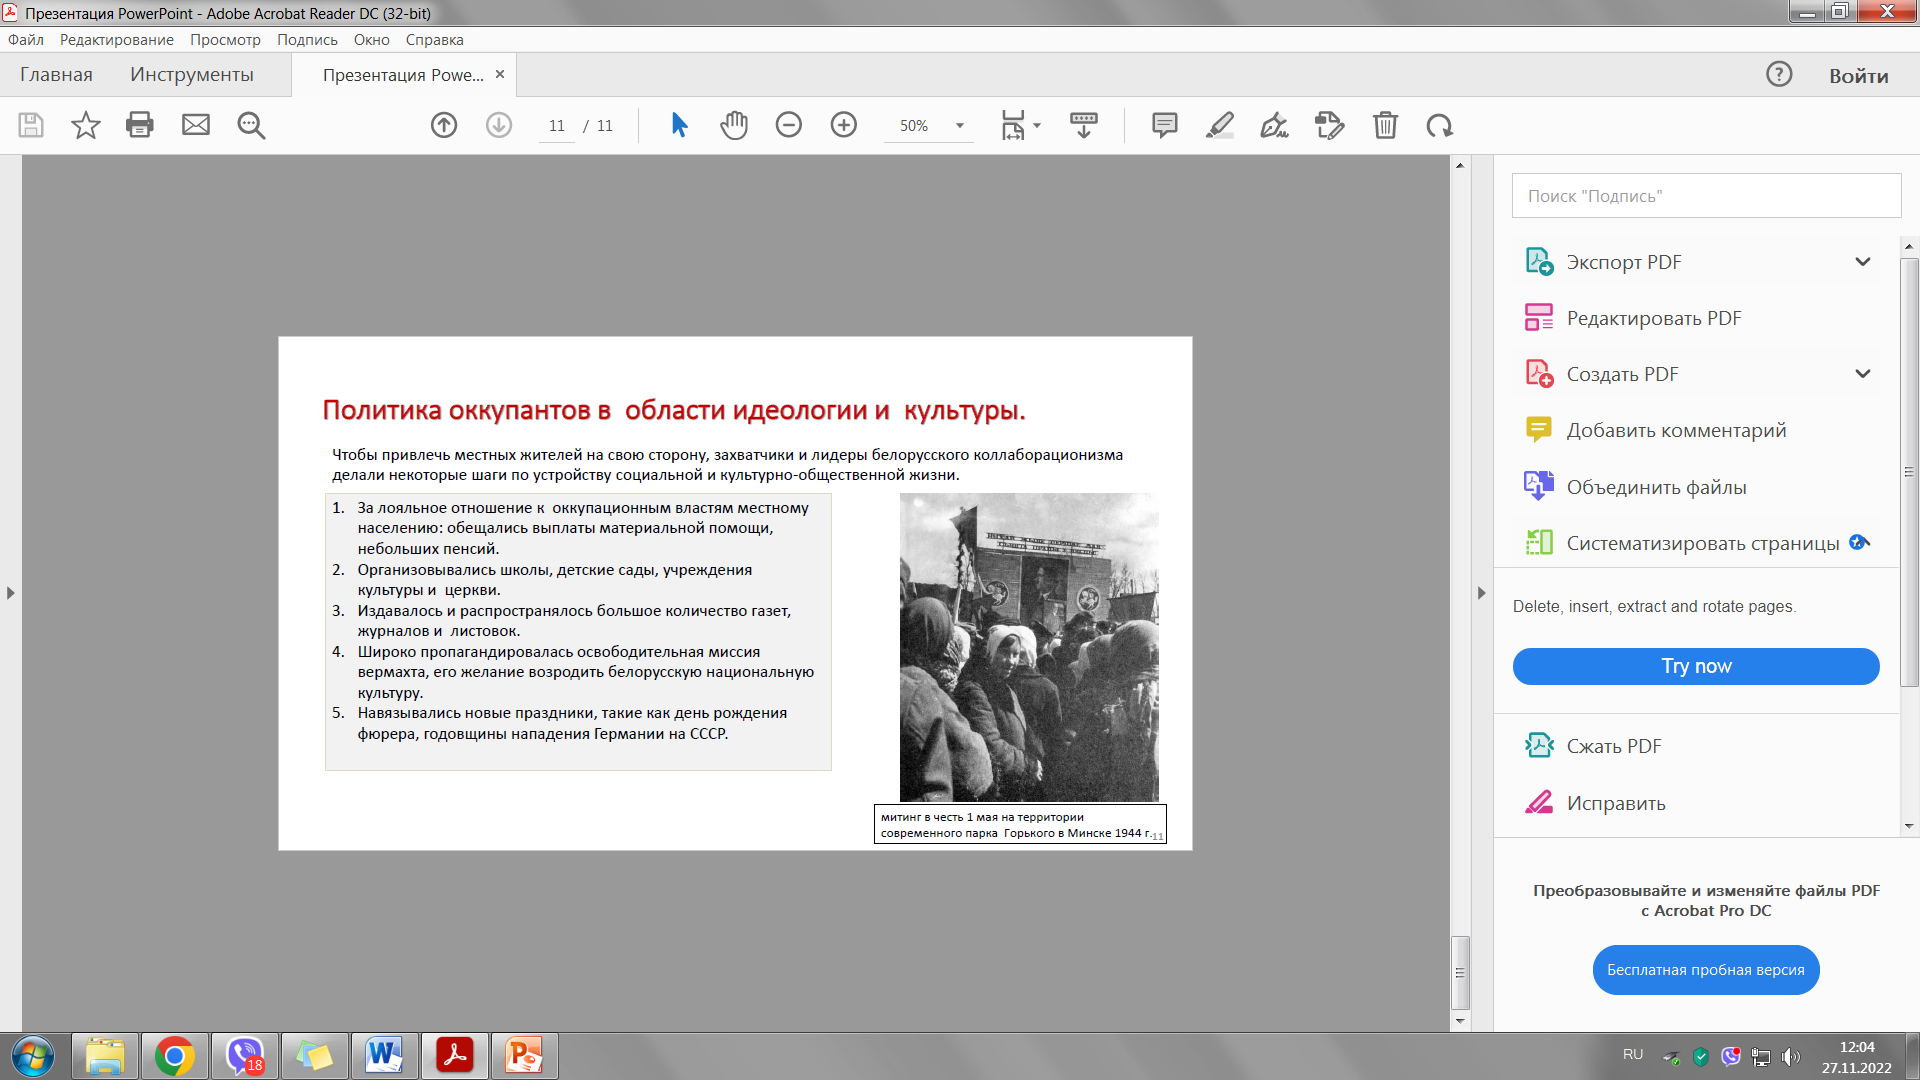 Презентация PowerPoint - Adobe Acrobat Reader DC (32-bit)
Файл Редактирование Просмотр Подпись Окно Справка
Главная Инструменты Презентация Powe... × Войти
11 / 11 50%
Поиск "Подпись"
Экспорт PDF
Редактировать PDF
Создать PDF
Добавить комментарий
Объединить файлы
Систематизировать страницы
Delete, insert, extract and rotate pages.
Try now
Сжать PDF
Исправить
Преобразовывайте и изменяйте файлы PDF
с Acrobat Pro DC
Бесплатная пробная версия
Политика оккупантов в области идеологии и культуры.
Чтобы привлечь местных жителей на свою сторону, захватчики и лидеры белорусского коллаборационизма
делали некоторые шаги по устройству социальной и культурно-общественной жизни.
1. За лояльное отношение к оккупационным властям местному
населению: обещались выплаты материальной помощи,
небольших пенсий.
2. Организовывались школы, детские сады, учреждения
культуры и церкви.
3. Издавалось и распространялось большое количество газет,
журналов и листовок.
4. Широко пропагандировалась освободительная миссия
вермахта, его желание возродить белорусскую национальную
культуру.
5. Навязывались новые праздники, такие как день рождения
фюрера, годовщины нападения Германии на СССР.
митинг в честь 1 мая на территории
современного парка Горького в Минске 1944 г.
11
18
RU
12:04
27.11.2022